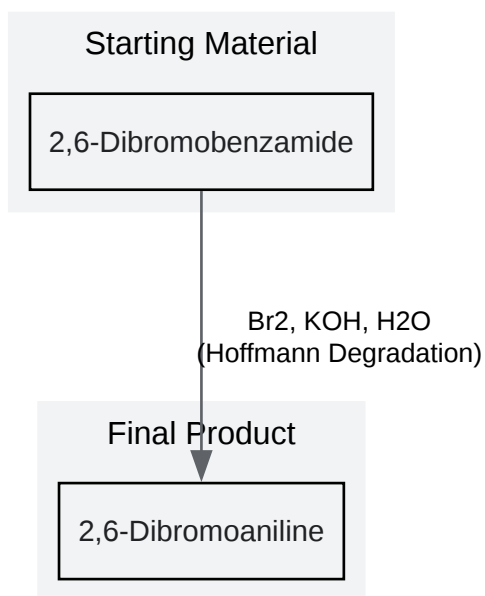 Starting Material
2,6-Dibromobenzamide
Br2, KOH, H2O
(Hoffmann Degradation)
Final Product
2,6-Dibromoaniline